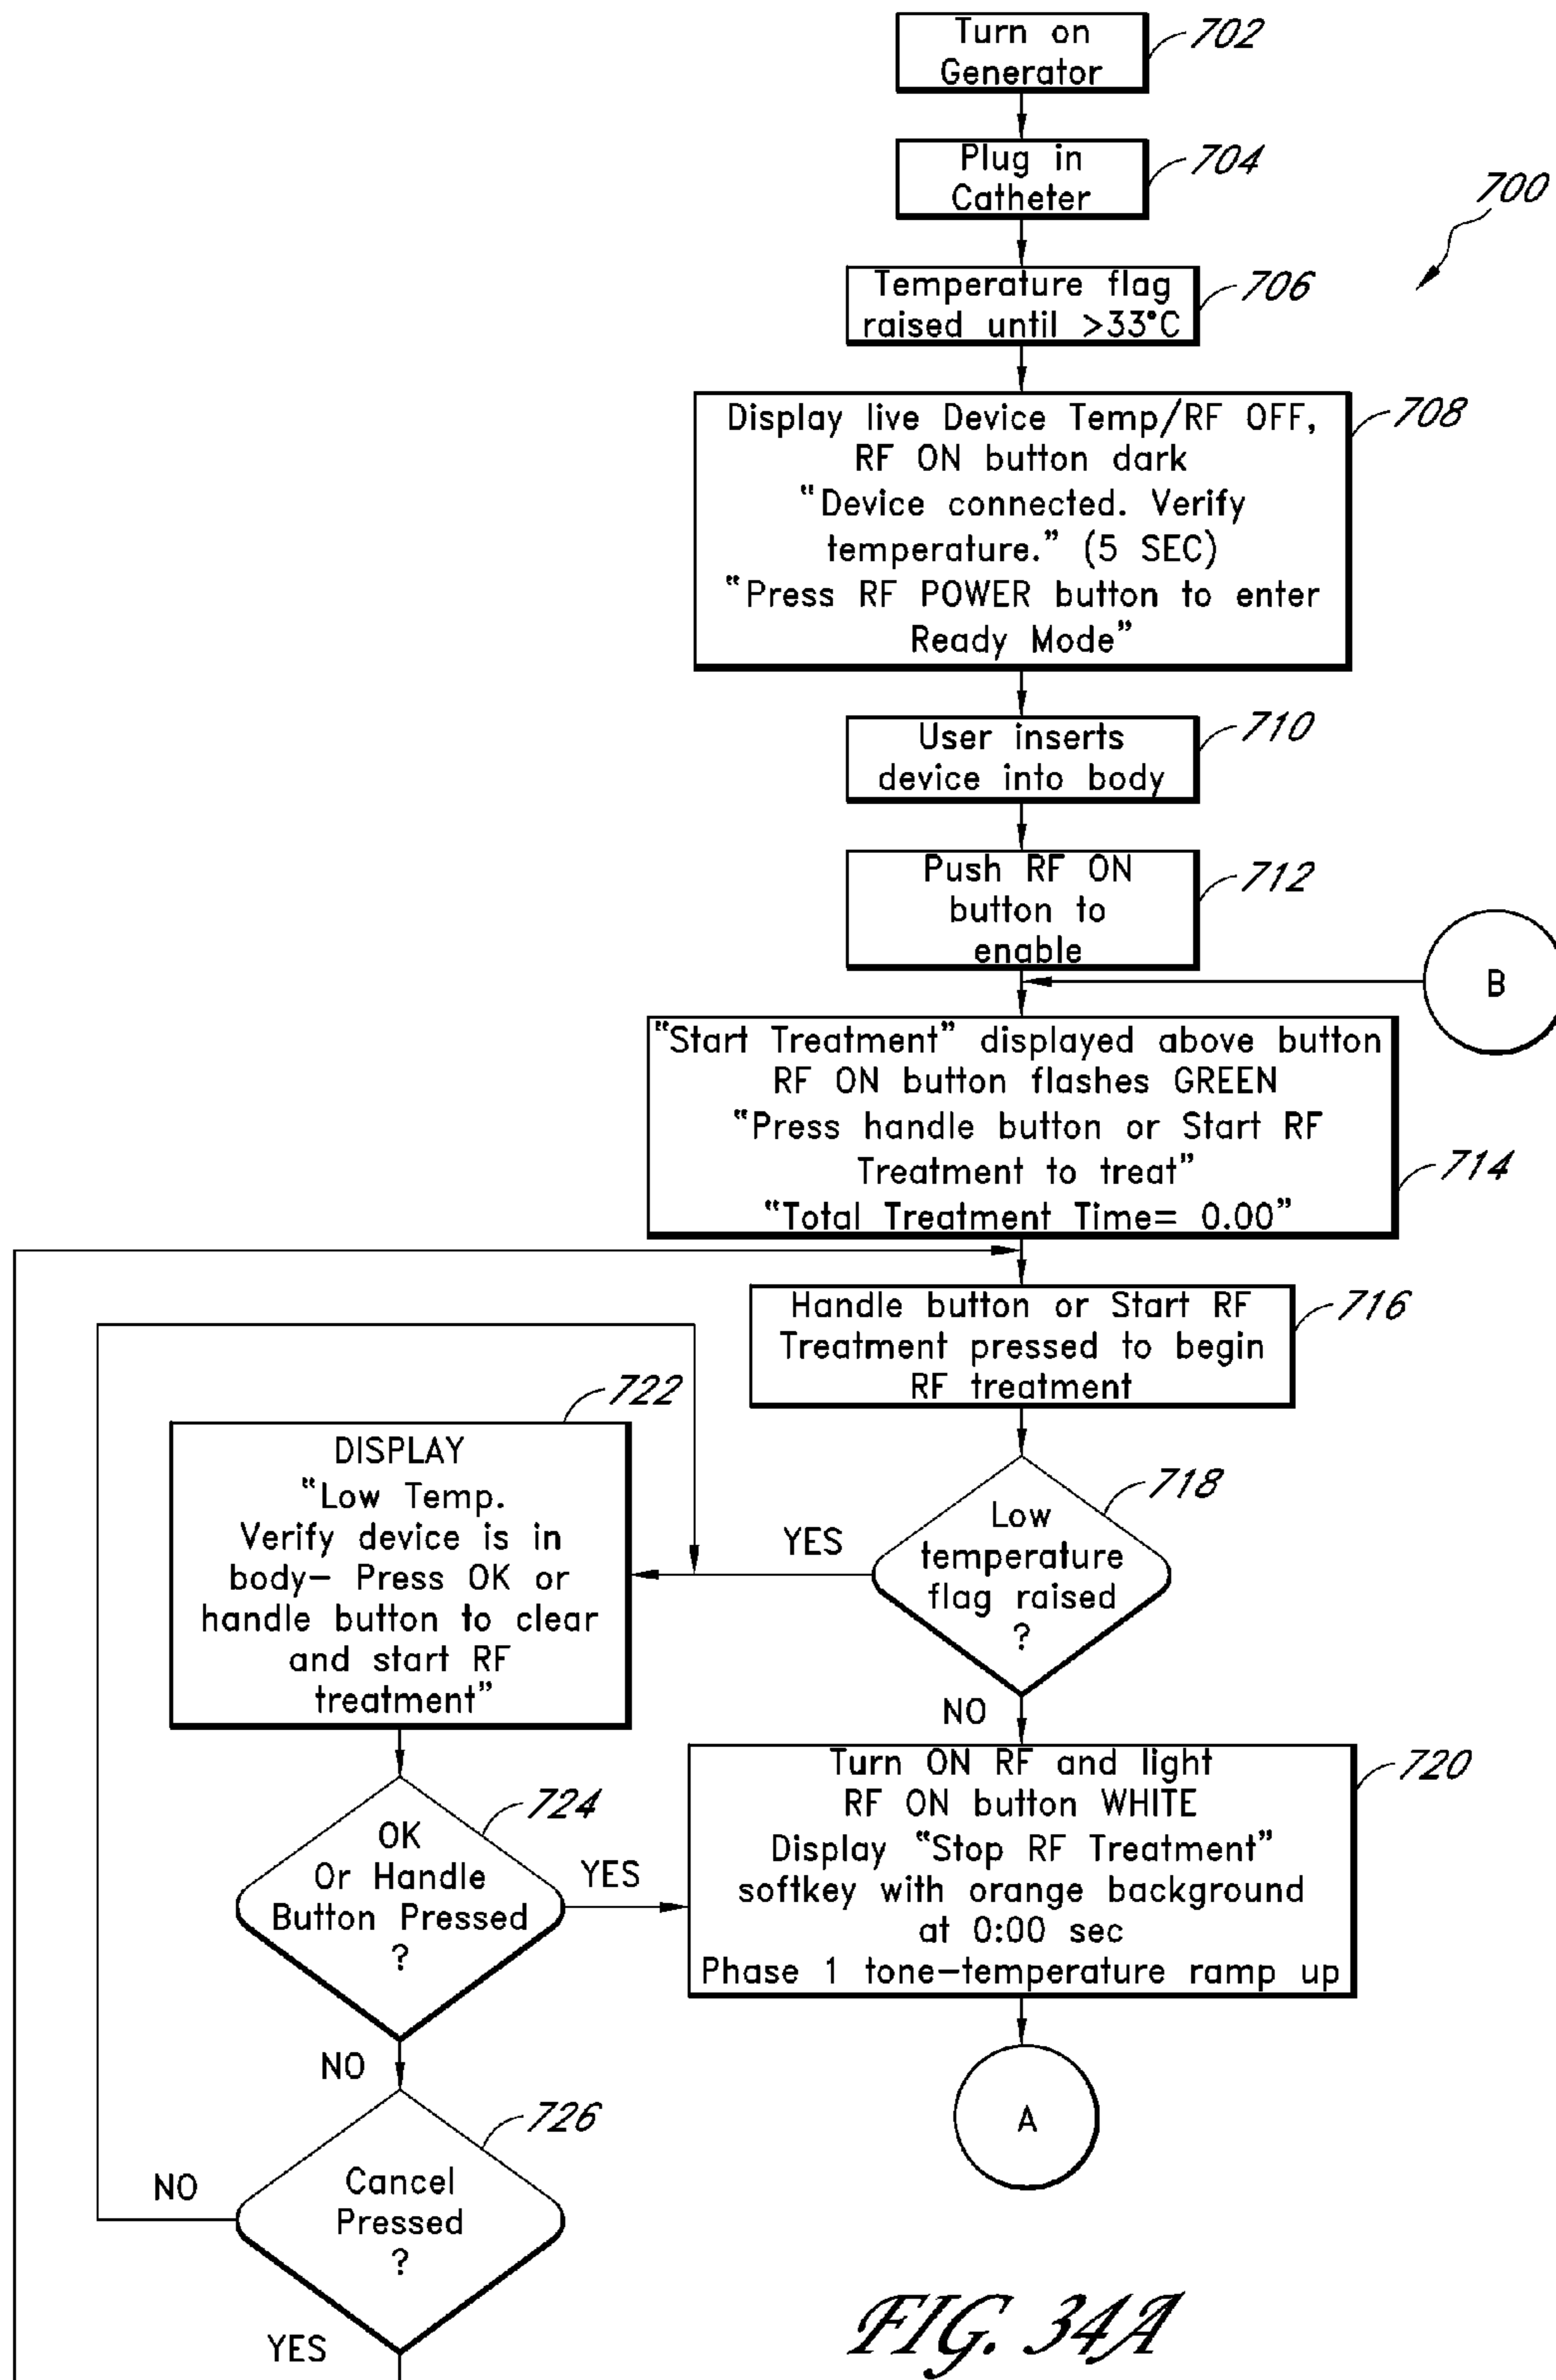 Turn on
Generator
702
Plug in
Catheter
704
700
Temperature flag
raised until >33°C
706
Display live Device Temp/RF OFF,
RF ON button dark
“Device connected. Verify
temperature.” (5 SEC)
“Press RF POWER button to enter
Ready Mode”
708
User inserts
device into body
710
Push RF ON
button to
enable
712
B
“Start Treatment” displayed above button
RF ON button flashes GREEN
“Press handle button or Start RF
Treatment to treat”
“Total Treatment Time= 0.00”
714
Handle button or Start RF
Treatment pressed to begin
RF treatment
716
Low
temperature
flag raised
?
718
YES
NO
722
DISPLAY
“Low Temp.
Verify device is in
body– Press OK or
handle button to clear
and start RF
treatment”
724
OK
Or Handle
Button Pressed
?
YES
NO
Turn ON RF and light
RF ON button WHITE
Display “Stop RF Treatment”
softkey with orange background
at 0:00 sec
Phase 1 tone–temperature ramp up
720
A
726
Cancel
Pressed
?
NO
YES
FIG. 34A